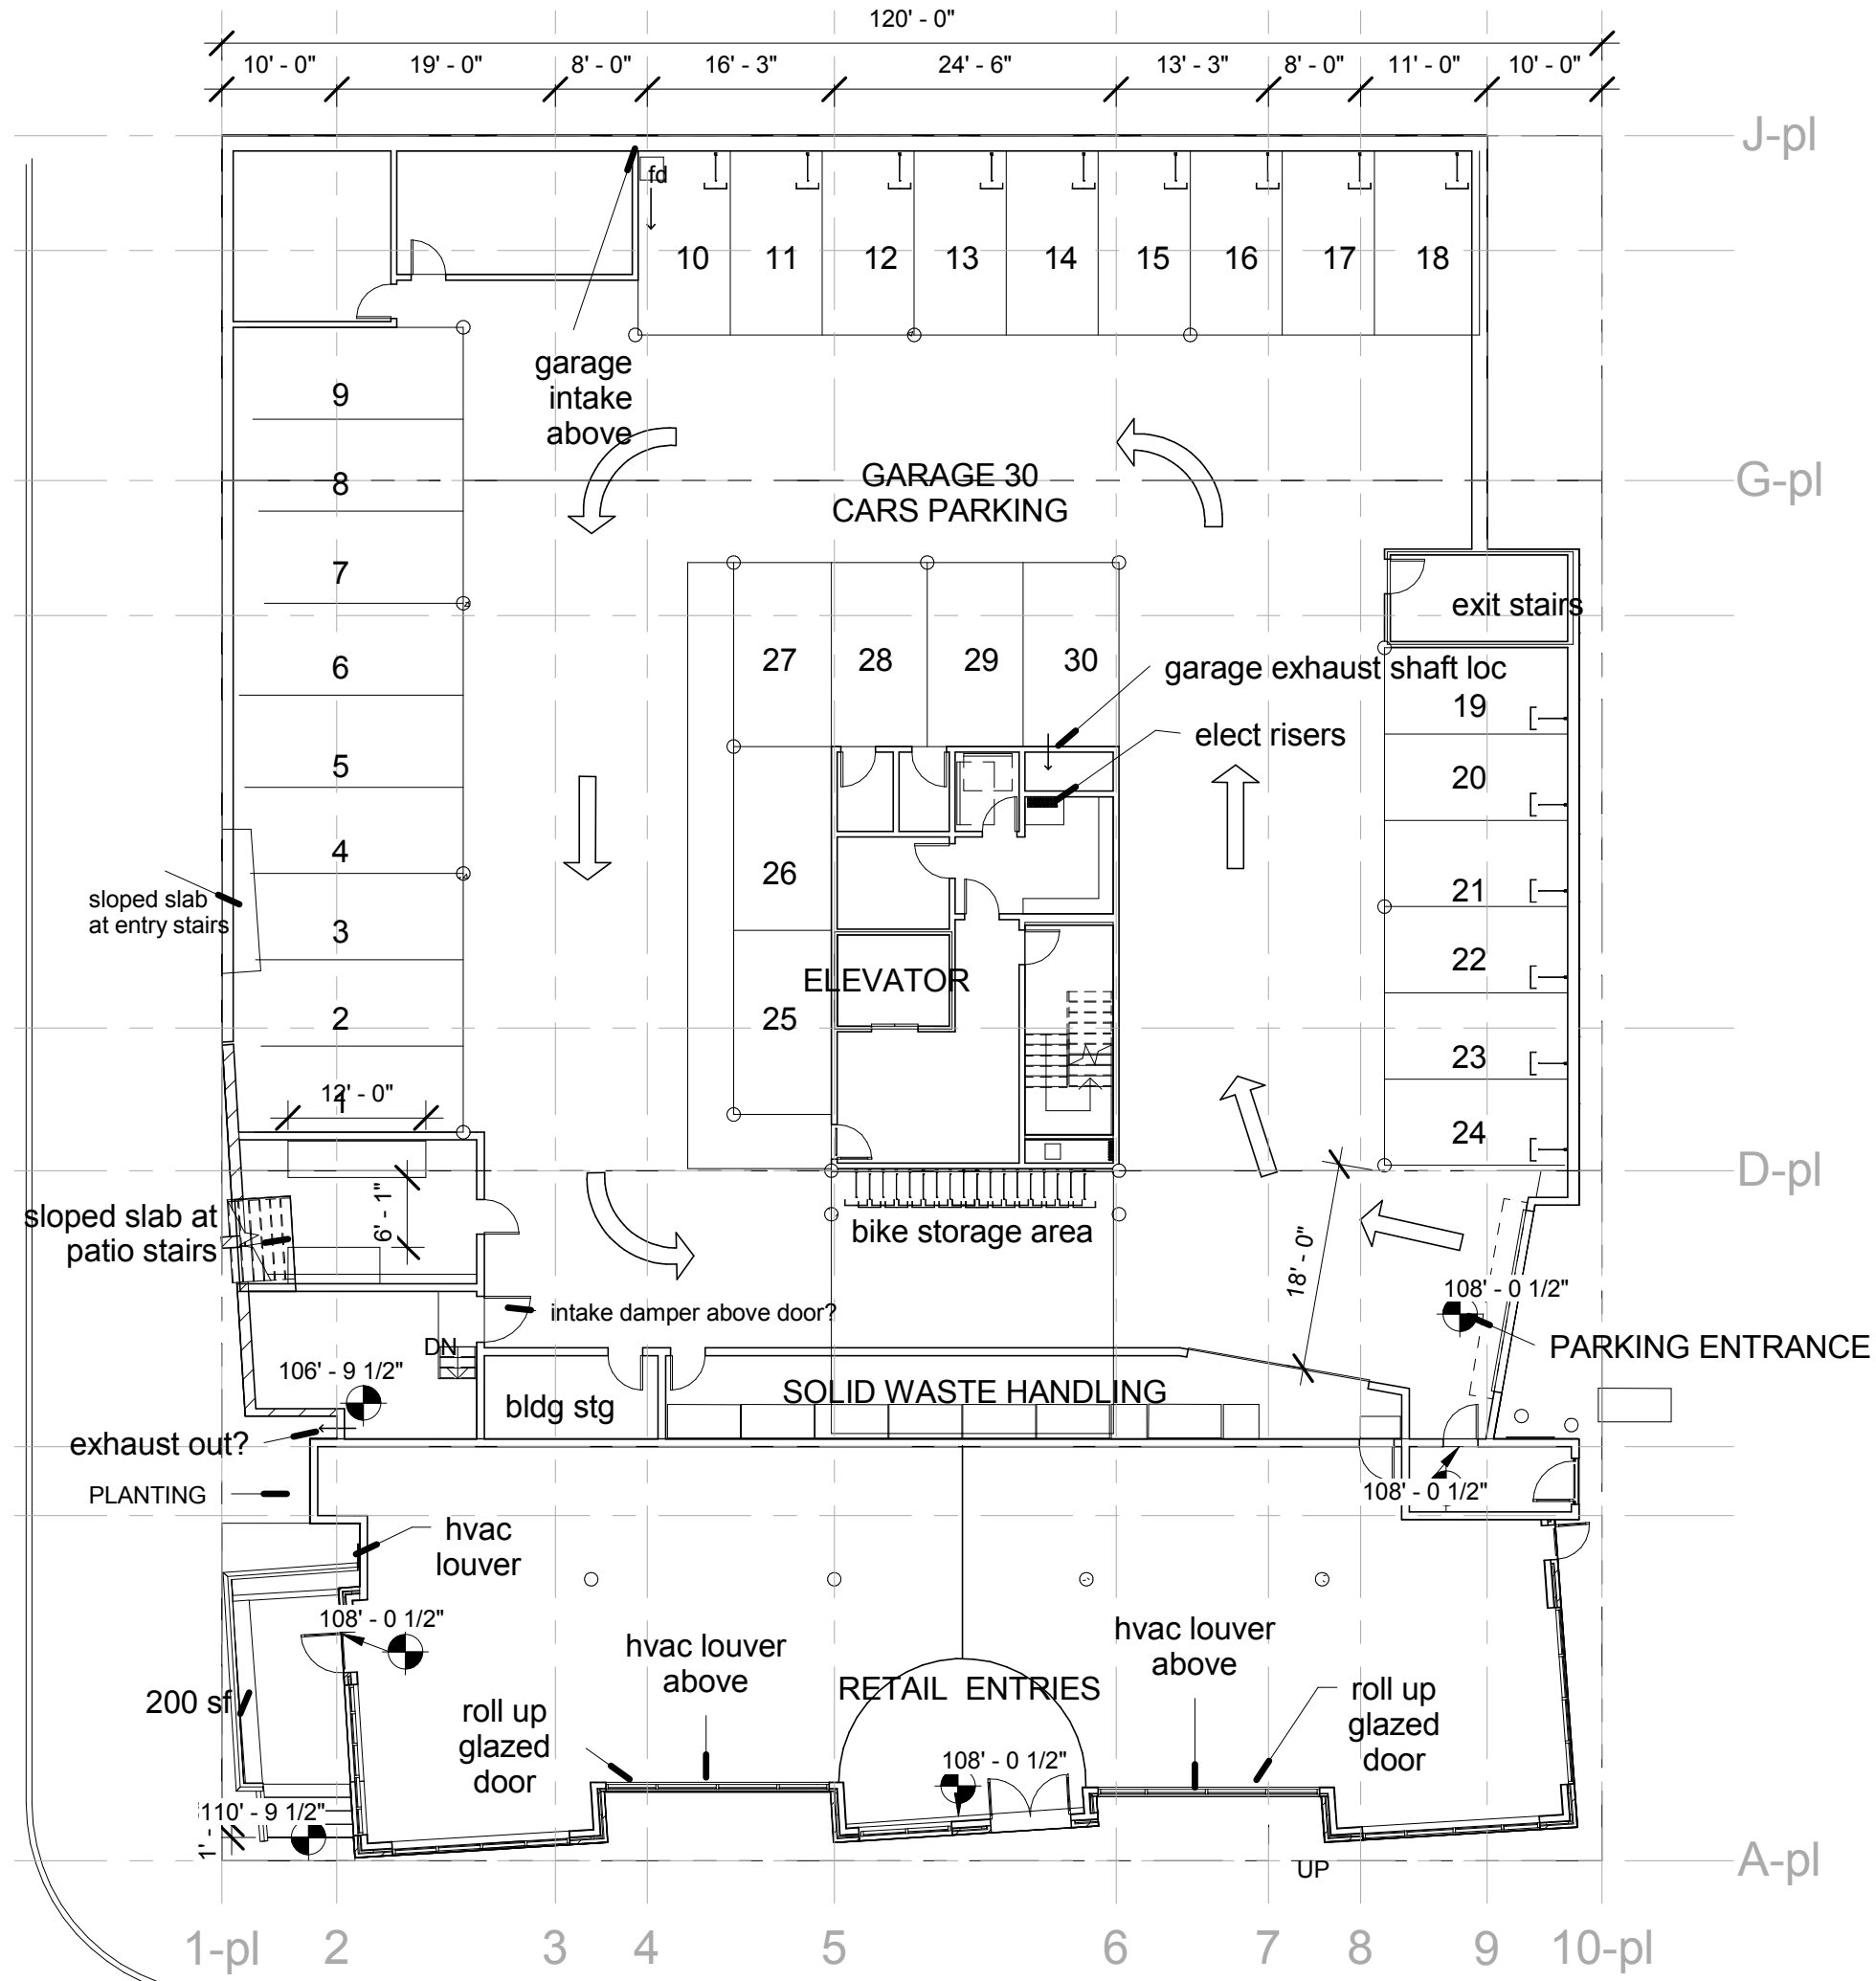 120' - 0"
10' - 0"
19' - 0"
8' - 0"
16' - 3"
24' - 6"
13' - 3"
8' - 0"
11' - 0"
10' - 0"
J-pl
fd
10
11
12
13
14
15
16
17
18
garage
intake
above
9
8
GARAGE 30
CARS PARKING
G-pl
7
exit stairs
6
27
28
29
30
garage exhaust shaft loc
19
elect risers
5
20
4
26
21
sloped slab
at entry stairs
3
22
ELEVATOR
2
25
23
12' - 0"
1
24
D-pl
6' - 1"
sloped slab at
patio stairs
bike storage area
18' - 0"
108' - 0 1/2"
intake damper above door?
PARKING ENTRANCE
DN
106' - 9 1/2"
SOLID WASTE HANDLING
bldg stg
exhaust out?
PLANTING
108' - 0 1/2"
hvac
louver
108' - 0 1/2"
hvac louver
above
hvac louver
above
200 sf
RETAIL ENTRIES
roll up
glazed
door
roll up
glazed
door
108' - 0 1/2"
110' - 9 1/2"
1' -
UP
A-pl
1-pl
2
3
4
5
6
7
8
9
10-pl